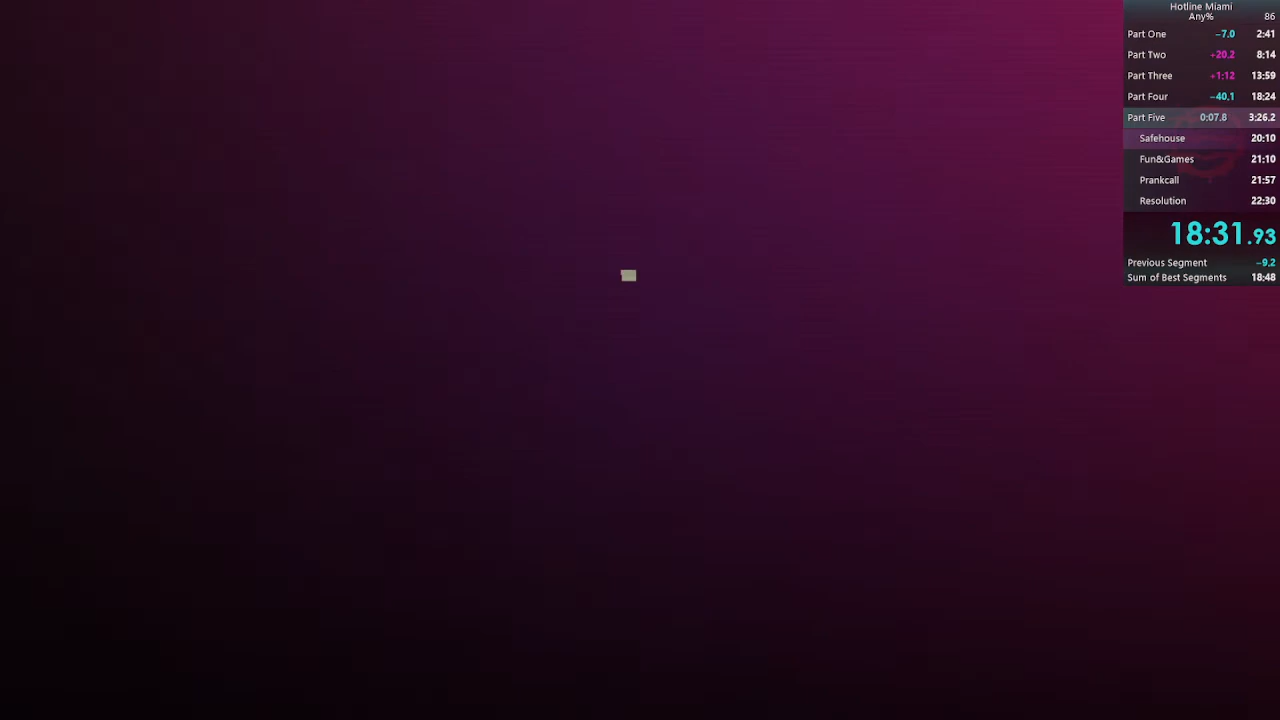 Hotline Miami
Any% 86
Part One −7.0 2:41
Part Two +20.2 8:14
Part Three +1:12 13:59
Part Four −40.1 18:24
Part Five 0:07.8 3:26.2
Safehouse 20:10
Fun&Games 21:10
Prankcall 21:57
Resolution 22:30
18:31.93
Previous Segment −9.2
Sum of Best Segments 18:48